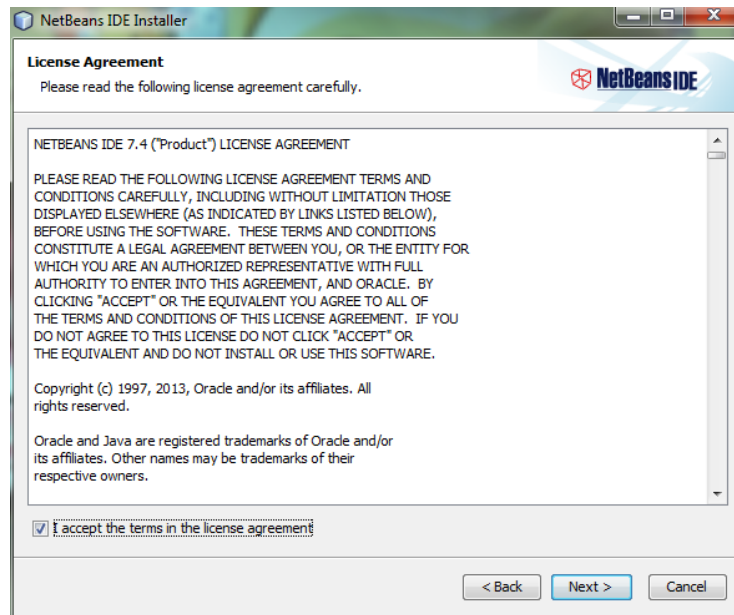 NetBeans IDE Installer
License Agreement
Please read the following license agreement carefully.
NetBeans IDE
NETBEANS IDE 7.4 ("Product") LICENSE AGREEMENT
PLEASE READ THE FOLLOWING LICENSE AGREEMENT TERMS AND
CONDITIONS CAREFULLY, INCLUDING WITHOUT LIMITATION THOSE
DISPLAYED ELSEWHERE (AS INDICATED BY LINKS LISTED BELOW),
BEFORE USING THE SOFTWARE.  THESE TERMS AND CONDITIONS
CONSTITUTE A LEGAL AGREEMENT BETWEEN YOU, OR THE ENTITY FOR
WHICH YOU ARE AN AUTHORIZED REPRESENTATIVE WITH FULL
AUTHORITY TO ENTER INTO THIS AGREEMENT, AND ORACLE.  BY
CLICKING "ACCEPT" OR THE EQUIVALENT YOU AGREE TO ALL OF
THE TERMS AND CONDITIONS OF THIS LICENSE AGREEMENT.  IF YOU
DO NOT AGREE TO THIS LICENSE DO NOT CLICK "ACCEPT" OR
THE EQUIVALENT AND DO NOT INSTALL OR USE THIS SOFTWARE.
Copyright (c) 1997, 2013, Oracle and/or its affiliates. All
rights reserved.
Oracle and Java are registered trademarks of Oracle and/or
its affiliates. Other names may be trademarks of their
respective owners.
I accept the terms in the license agreement
< Back
Next >
Cancel